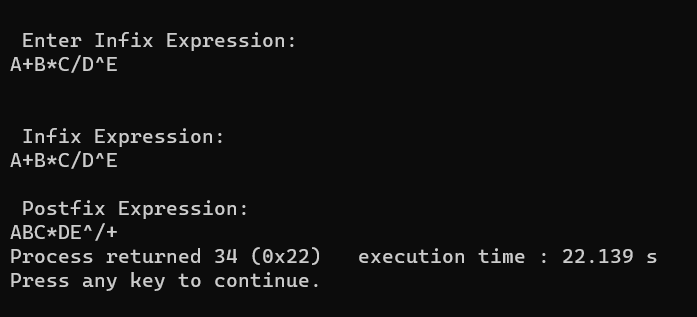 Enter Infix Expression:
A+B*C/D^E
Infix Expression:
A+B*C/D^E
Postfix Expression:
ABC*DE^/+
Process returned 34 (0x22)   execution time : 22.139 s
Press any key to continue.